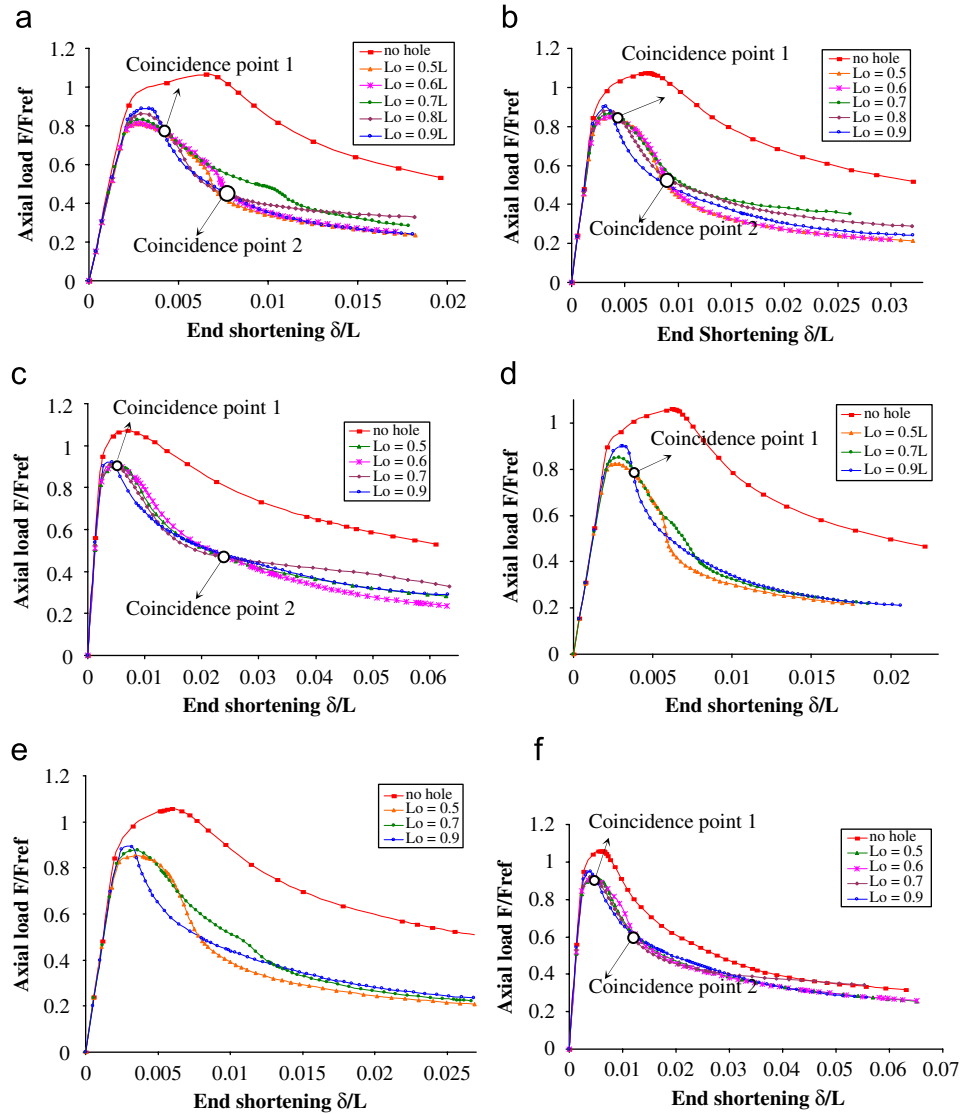 a
Axial load F/Fref
1.2
1
0.8
0.6
0.4
0.2
0
Coincidence point 1
Coincidence point 2
no hole
Lo = 0.5L
Lo = 0.6L
Lo = 0.7L
Lo = 0.8L
Lo = 0.9L
0 0.005 0.01 0.015 0.02
End shortening δ/L
b
Axial load F/Fref
1.2
1
0.8
0.6
0.4
0.2
0
Coincidence point 1
Coincidence point 2
no hole
Lo = 0.5
Lo = 0.6
Lo = 0.7
Lo = 0.8
Lo = 0.9
0 0.005 0.01 0.015 0.02 0.025 0.03
End Shortening δ/L
c
Axial load F/Fref
1.2
1
0.8
0.6
0.4
0.2
0
Coincidence point 1
Coincidence point 2
no hole
Lo = 0.5
Lo = 0.6
Lo = 0.7
Lo = 0.9
0 0.01 0.02 0.03 0.04 0.05 0.06
End shortening δ/L
d
Axial load F/Fref
1.2
1
0.8
0.6
0.4
0.2
0
Coincidence point 1
no hole
Lo = 0.5L
Lo = 0.7L
Lo = 0.9L
0 0.005 0.01 0.015 0.02
End shortening δ/L
e
Axial load F/Fref
1.2
1
0.8
0.6
0.4
0.2
0
no hole
Lo = 0.5
Lo = 0.7
Lo = 0.9
0 0.005 0.01 0.015 0.02 0.025
End shortening δ/L
f
Axial load F/Fref
1.2
1
0.8
0.6
0.4
0.2
0
Coincidence point 1
Coincidence point 2
no hole
Lo = 0.5
Lo = 0.6
Lo = 0.7
Lo = 0.9
0 0.01 0.02 0.03 0.04 0.05 0.06 0.07
End shortening δ/L